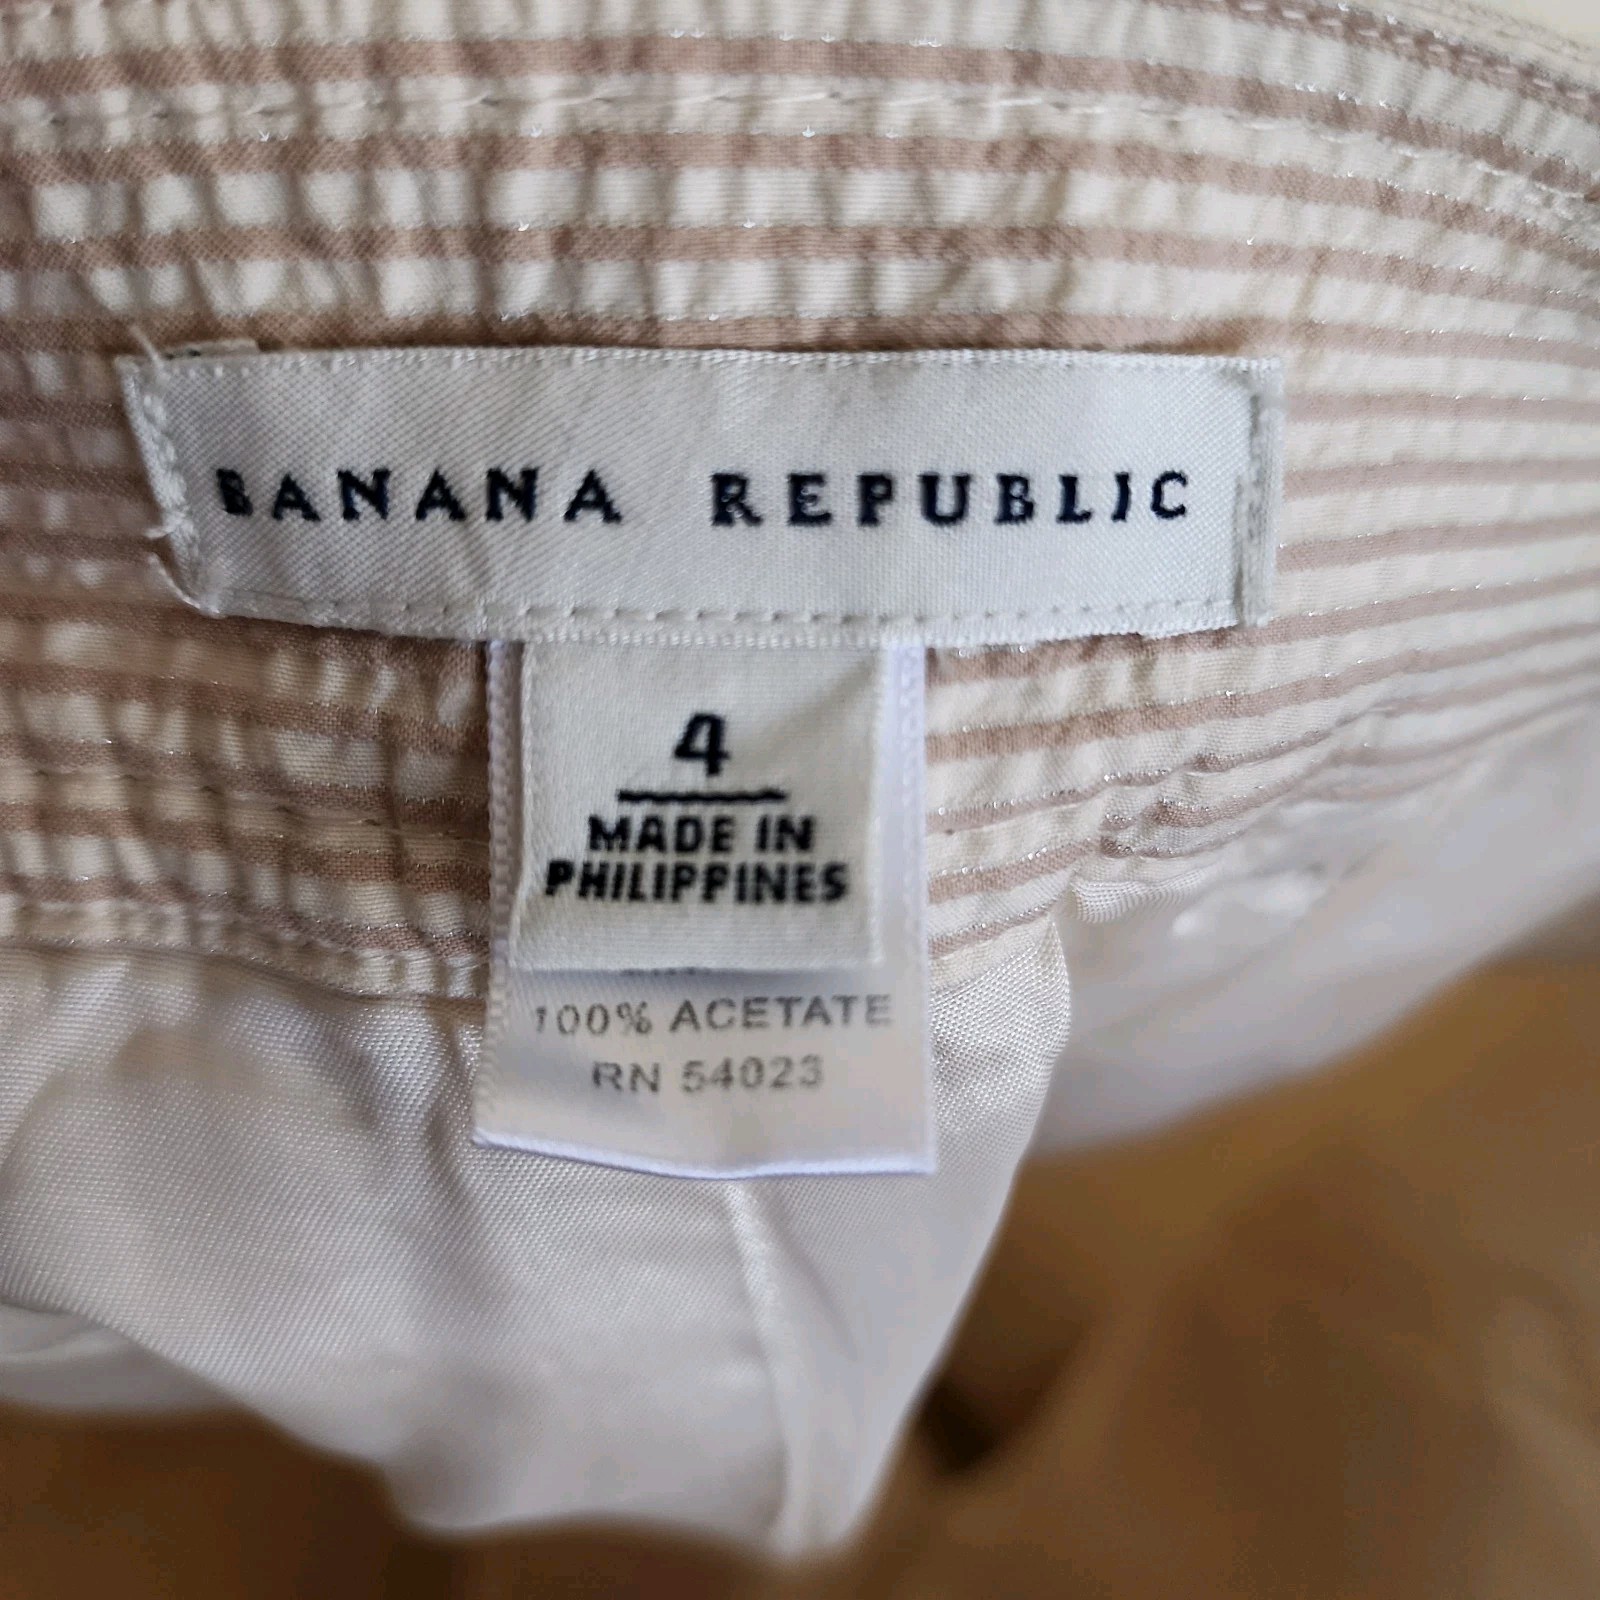 BANANA REPUBLIC
4
MADE IN
PHILIPPINES
100% ACETATE
RN 54023